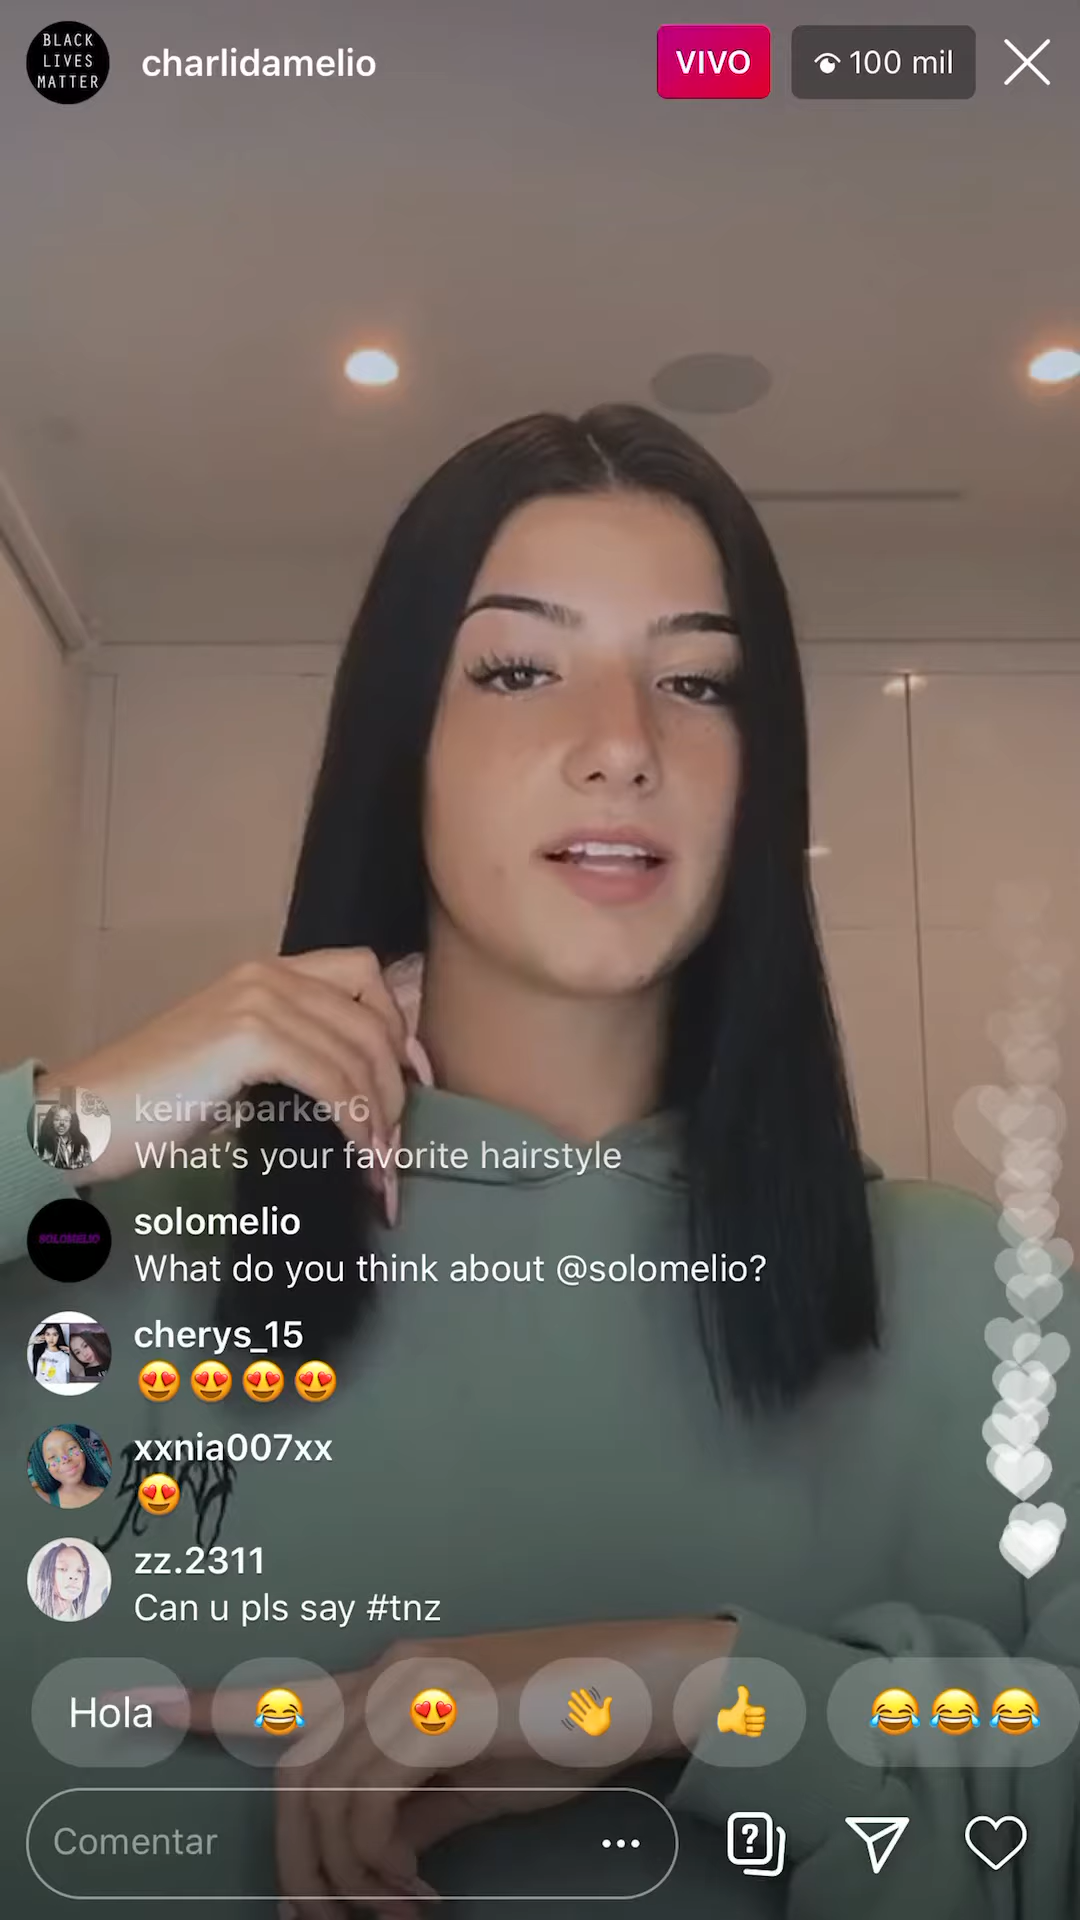 BLACK
LIVES
MATTER
charlidamelio
VIVO
100 mil
keirraparker6
What's your favorite hairstyle
SOLOMELIO
solomelio
What do you think about @solomelio?
cherys_15
😍😍😍😍
xxnia007xx
😍
zz.2311
Can u pls say #tnz
Hola
😂
😍
👋
👍
😂😂😂
Comentar